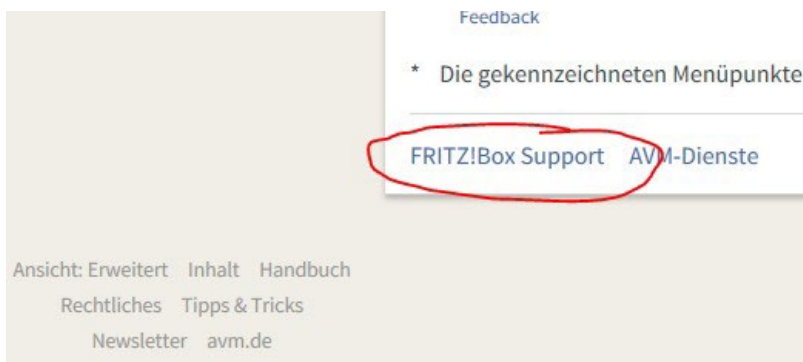 Feedback
* Die gekennzeichneten Menüpunkte
FRITZ!Box Support AVM-Dienste
Ansicht: Erweitert Inhalt Handbuch
Rechtliches Tipps & Tricks
Newsletter avm.de